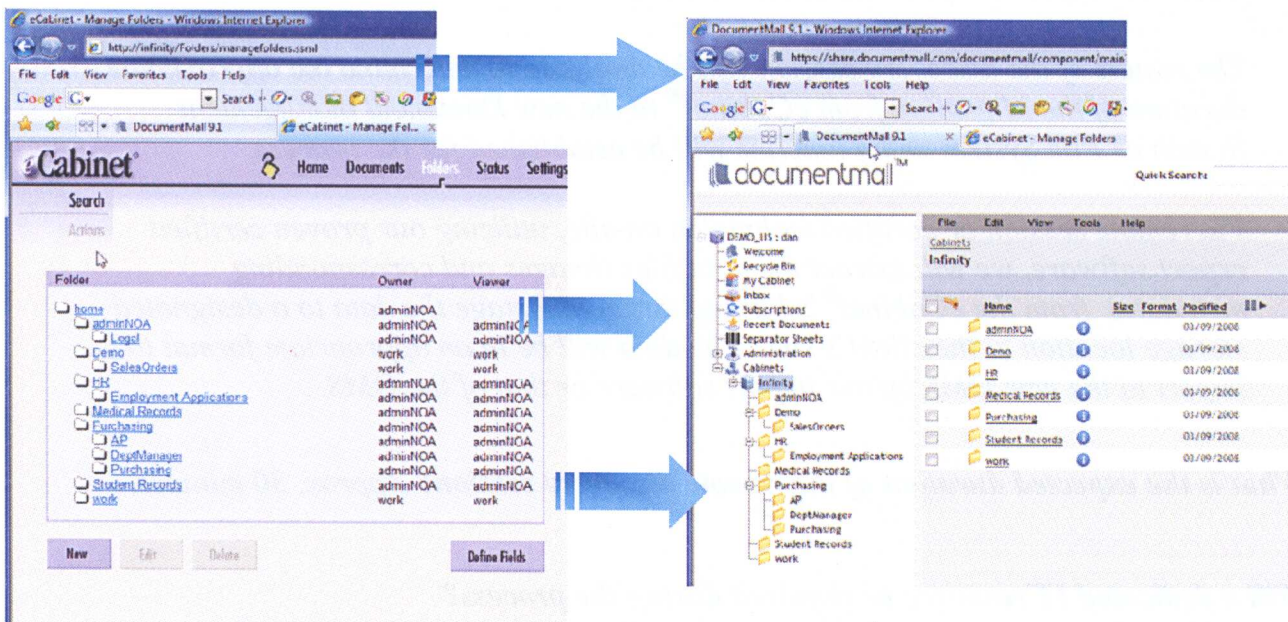 eCabinet - Manage Folders - Windows Internet Explorer
http://infinity/Folders/managefolders.ssml
File Edit View Favorites Tools Help
Google G Search
DocumentMall 9.1 eCabinet - Manage Fol...
eCabinet Home Documents Folders Status Settings
Search
Actions
Folder Owner Viewer
home adminNOA
adminNOA adminNOA adminNOA
Logs! adminNOA adminNOA
Demo work work
SalesOrders work work
HR adminNOA adminNOA
Employment Applications adminNOA adminNOA
Medical Records adminNOA adminNOA
Purchasing adminNOA adminNOA
AP adminNOA adminNOA
DeptManager adminNOA adminNOA
Purchasing adminNOA adminNOA
Student Records adminNOA adminNOA
work work work
New Edit Delete Define Fields
DocumentMall 9.1 - Windows Internet Explorer
https://share.documentmall.com/documentmall/component/main?
File Edit View Favorites Tools Help
Google G Search
DocumentMall 9.1 eCabinet - Manage Folders
documentmall™ Quick Search:
DEMO_US : dan
Welcome
Recycle Bin
My Cabinet
Inbox
Subscriptions
Recent Documents
Separator Sheets
Administration
Cabinets
Infinity
adminNOA
Demo
SalesOrders
HR
Employment Applications
Medical Records
Purchasing
AP
DeptManager
Purchasing
Student Records
work
File Edit View Tools Help
Cabinets
Infinity
Name Size Format Modified
adminNOA 03/09/2008
Demo 03/09/2008
HR 03/09/2008
Medical Records 03/09/2008
Purchasing 03/09/2008
Student Records 03/09/2008
work 03/09/2008